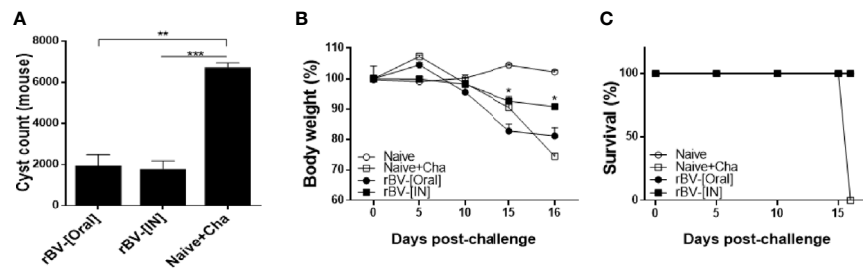 A
Cyst count (mouse)
8000
6000
4000
2000
0
**
***
rBV-[Oral]
rBV-[IN]
Naive+Cha
B
Body weight (%)
110
100
90
80
70
60
*
*
Naive
Naive+Cha
rBV-[Oral]
rBV-[IN]
0 5 10 15 16
Days post-challenge
C
Survival (%)
100
50
0
Naive
Naive+Cha
rBV-[Oral]
rBV-[IN]
0 5 10 15
Days post-challenge